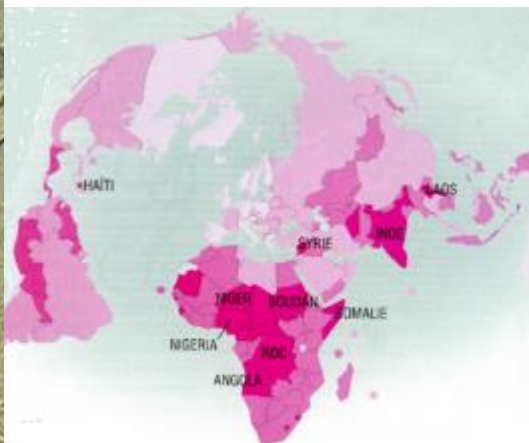 HAÏTI
LAOS
INDE
SYRIE
NIGER
SOUDAN
SOMALIE
NIGERIA
RDC
ANGOLA